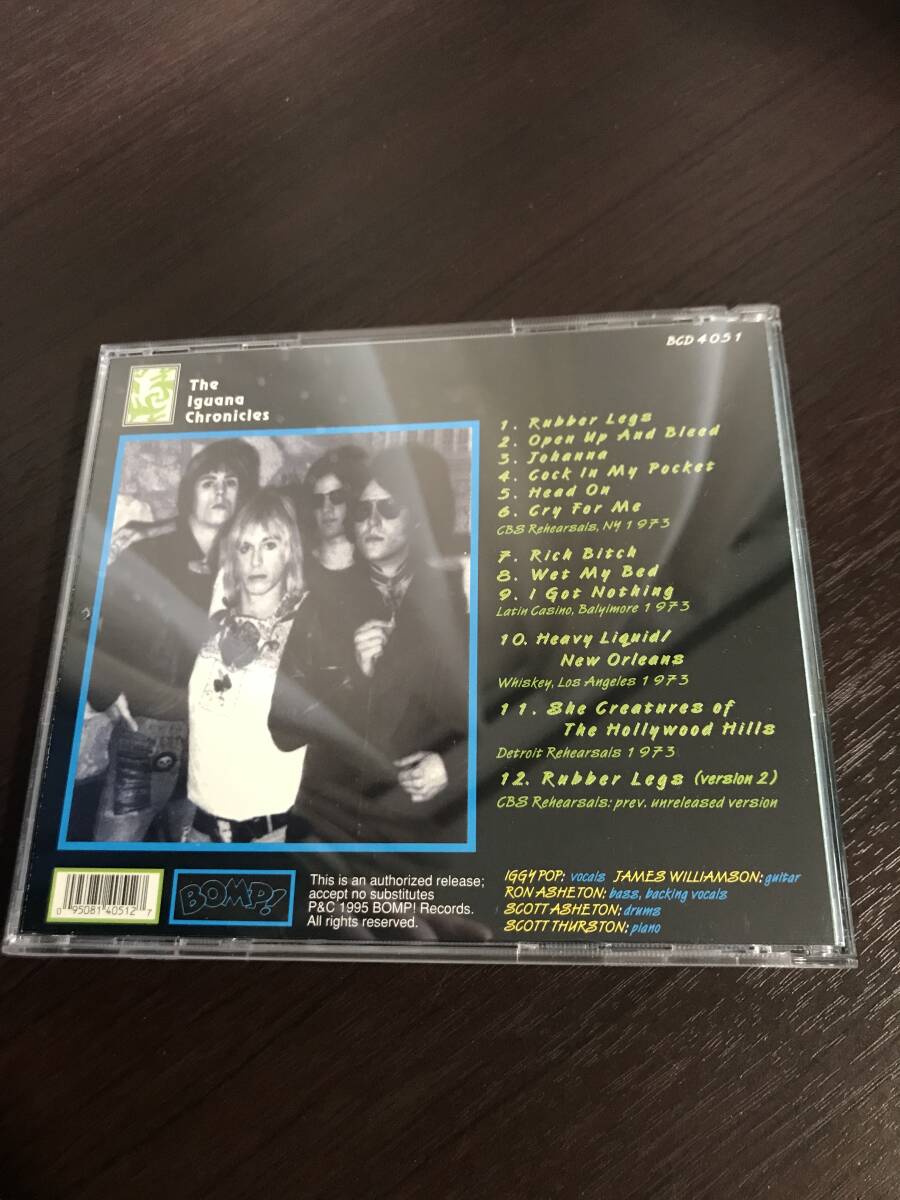 BCD 4051
The
Iguana
Chronicles
1. Rubber Legs
2. Open Up And Bleed
3. Johanna
4. Cock In My Pocket
5. Head On
6. Cry For Me
CBS Rehearsals, NY 1973
7. Rich Bitch
8. Wet My Bed
9. I Got Nothing
Latin Casino, Balyimore 1973
10. Heavy Liquid/
New Orleans
Whiskey, Los Angeles 1973
11. She Creatures of
The Hollywood Hills
Detroit Rehearsals 1973
12. Rubber Legs (version 2)
CBS Rehearsals: prev. unreleased version
0 95081 40512 7
BOMP!
This is an authorized release;
accept no substitutes
P&C 1995 BOMP! Records.
All rights reserved.
IGGY POP: vocals JAMES WILLIAMSON: guitar
RON ASHETON: bass, backing vocals
SCOTT ASHETON: drums
SCOTT THURSTON: piano